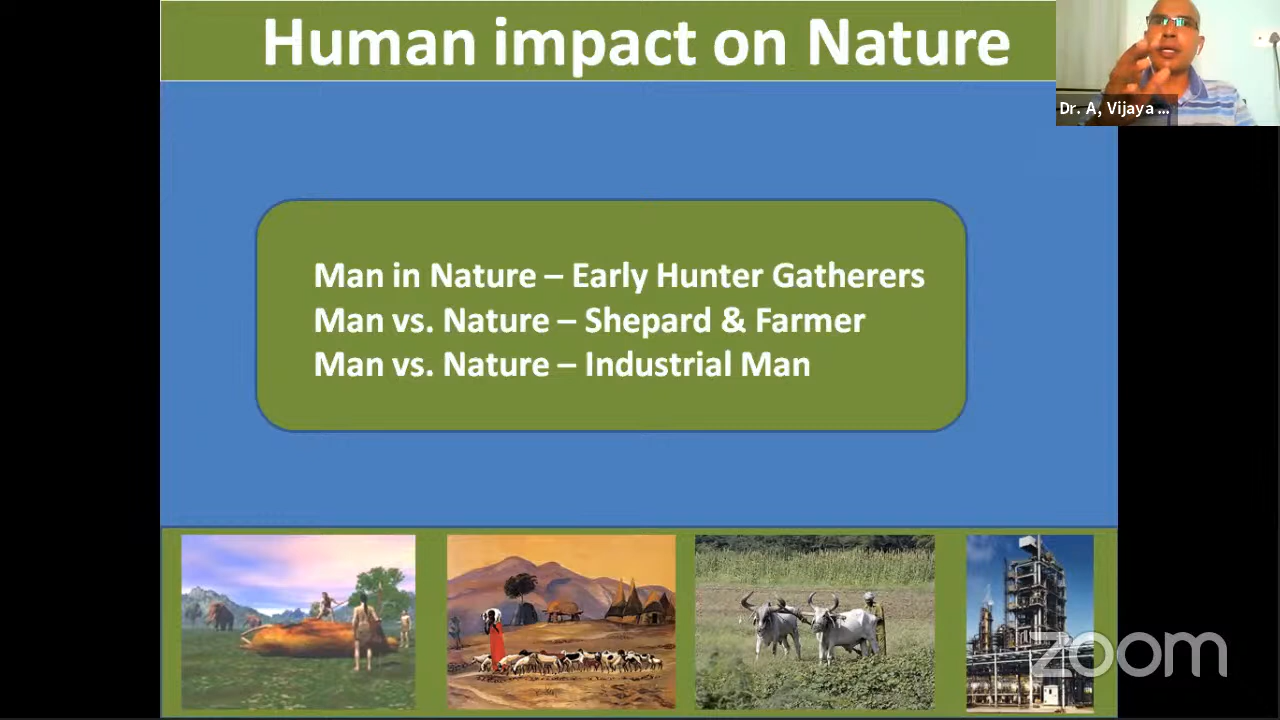 Human impact on Nature
Dr. A, Vijaya ...
Man in Nature – Early Hunter Gatherers
Man vs. Nature – Shepard & Farmer
Man vs. Nature – Industrial Man
zoom